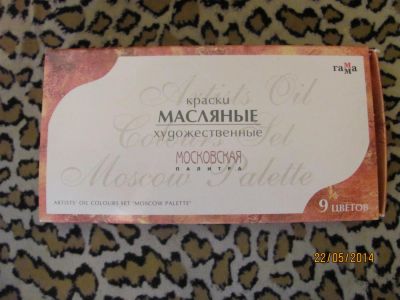 гамма
Artists Oil
Colours Set
Moscow Palette
краски
МАСЛЯНЫЕ
художественные
МОСКОВСКАЯ
ПАЛИТРА
ARTISTS' OIL COLOURS SET "MOSCOW PALETTE"
9 ЦВЕТОВ
22/05/2014